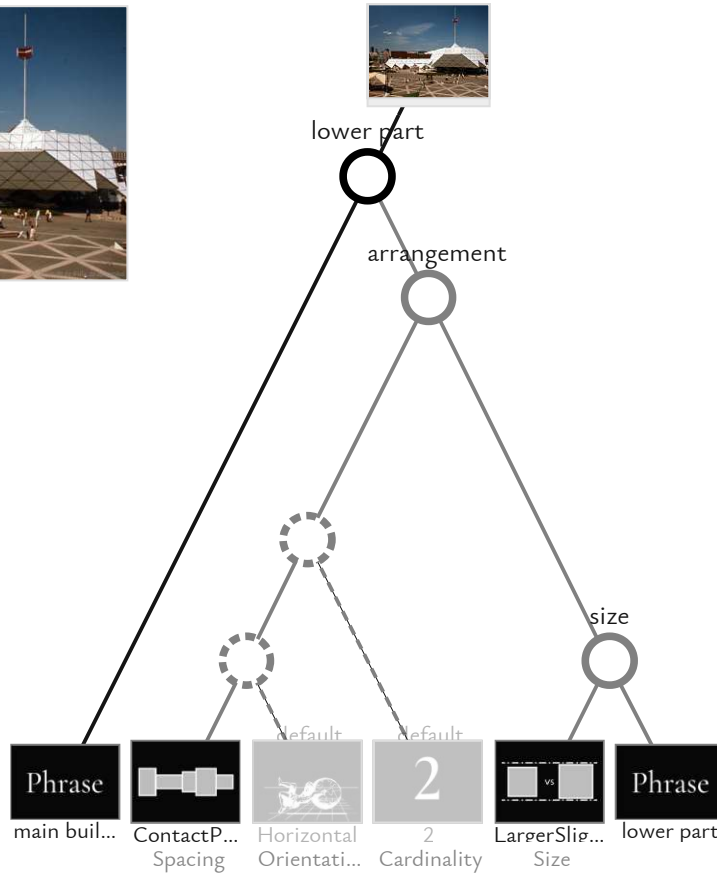 lower part
arrangement
size
default
default
Phrase
vs
2
Phrase
main buil...
ContactP...
Spacing
Horizontal
Orientati...
2
Cardinality
LargerSlig...
Size
lower part